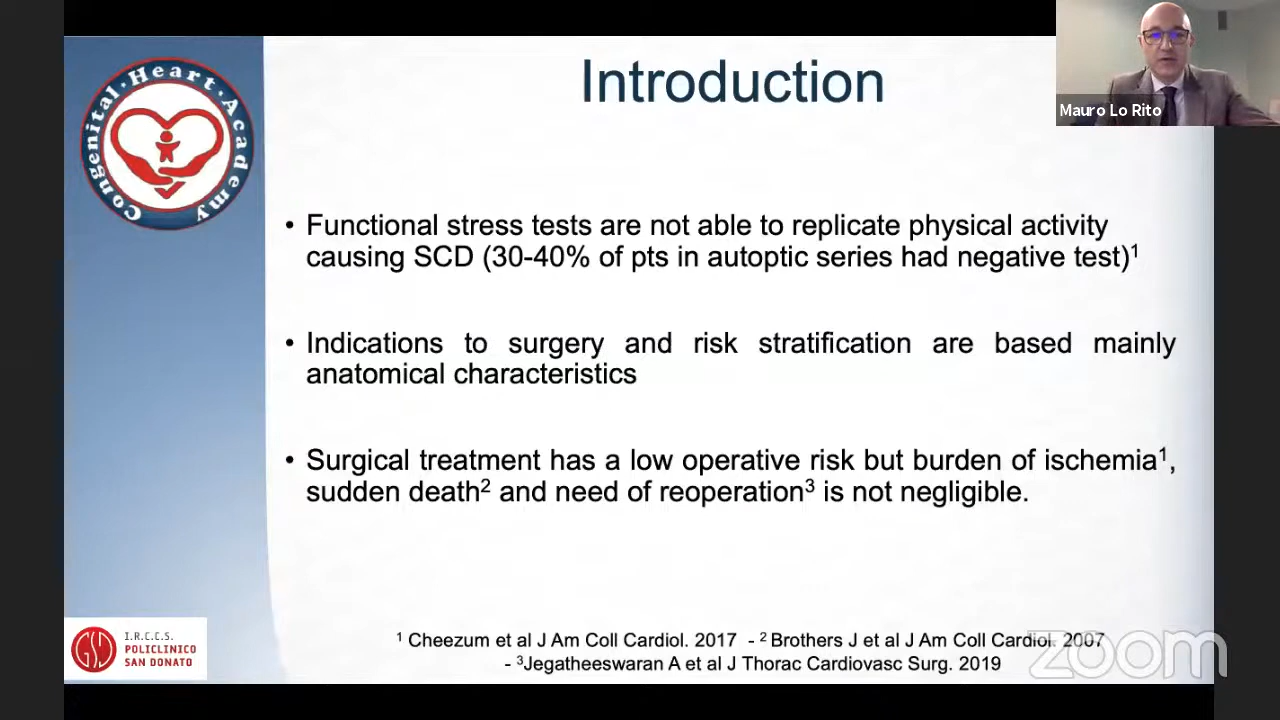 Introduction
Mauro Lo Rito
Congenital · Heart · Academy
• Functional stress tests are not able to replicate physical activity
causing SCD (30-40% of pts in autoptic series had negative test)¹
• Indications to surgery and risk stratification are based mainly
anatomical characteristics
• Surgical treatment has a low operative risk but burden of ischemia¹,
sudden death² and need of reoperation³ is not negligible.
GSD
I.R.C.C.S.
POLICLINICO
SAN DONATO
¹ Cheezum et al J Am Coll Cardiol. 2017 - ² Brothers J et al J Am Coll Cardiol. 2007
- ³Jegatheeswaran A et al J Thorac Cardiovasc Surg. 2019
zoom